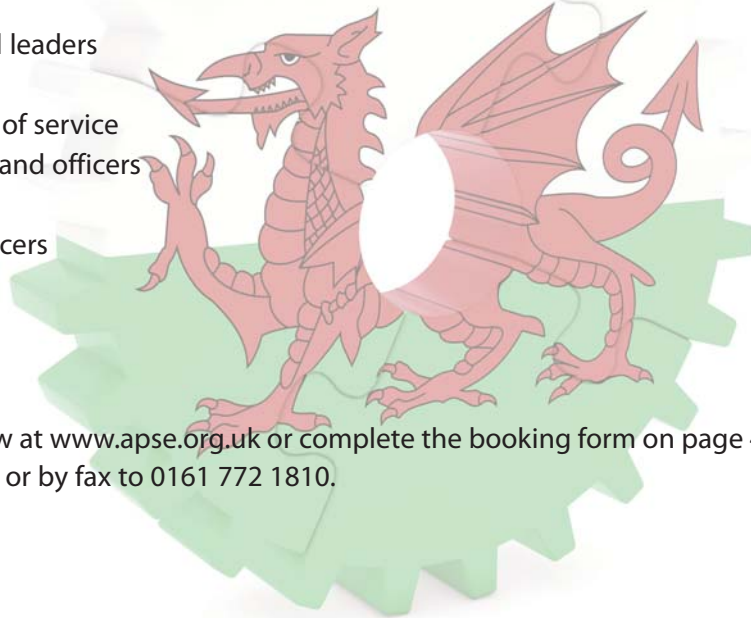 l leaders
of service
and officers
cers
w at www.apse.org.uk or complete the booking form on page
or by fax to 0161 772 1810.